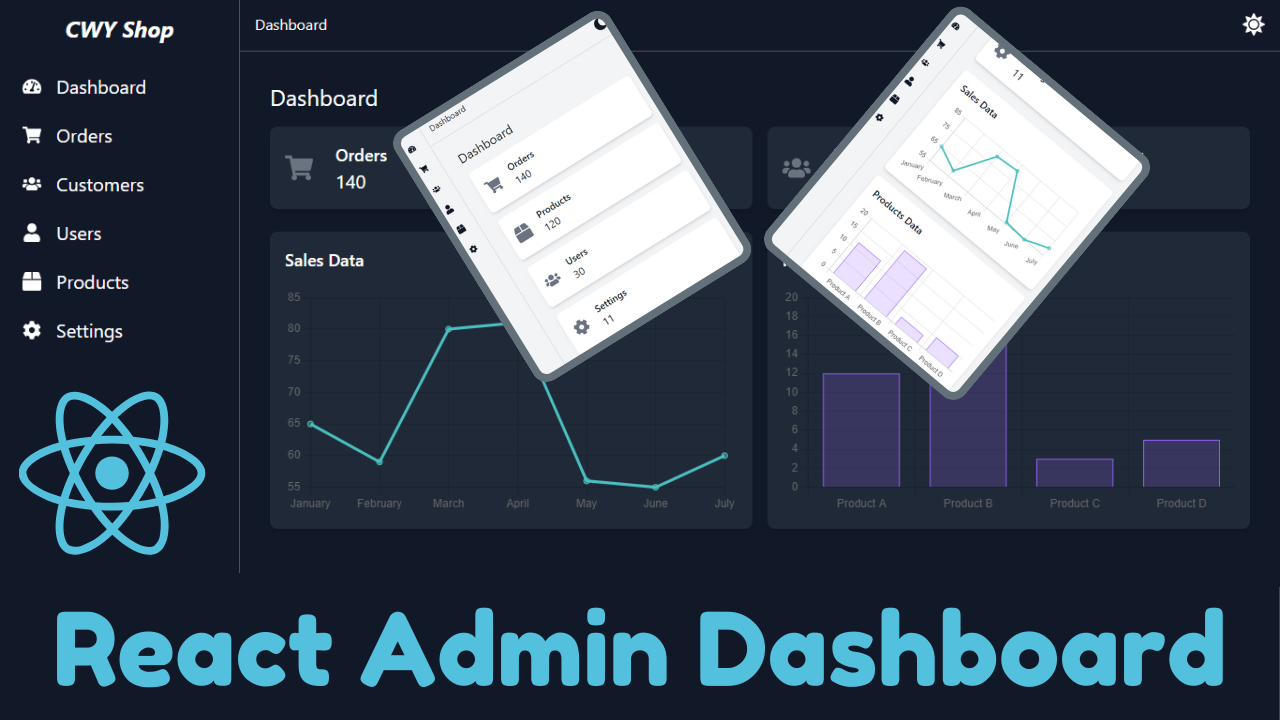 CWY Shop
Dashboard
Orders
Customers
Users
Products
Settings
Dashboard
Dashboard
Orders
140
Sales Data
85
80
75
70
65
60
55
January
February
March
April
May
June
July
20
18
16
14
12
10
8
6
4
2
0
Product A
Product B
Product C
Product D
Dashboard
Dashboard
Orders
140
Products
120
Users
30
Settings
11
11
Sales Data
85
75
65
55
January
February
March
April
May
June
July
Products Data
20
15
10
5
0
Product A
Product B
Product C
Product D
React Admin Dashboard